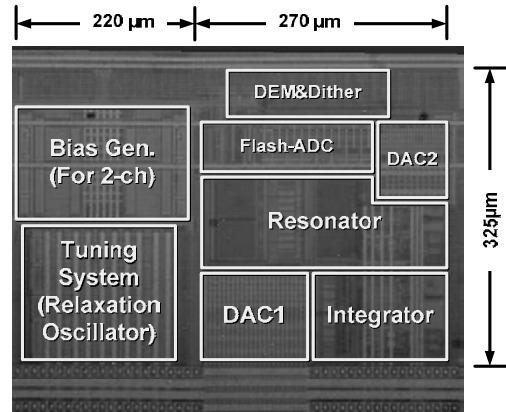 220 µm
270 µm
DEM&Dither
Flash-ADC
DAC2
Bias Gen.
(For 2-ch)
Resonator
325µm
Tuning
System
(Relaxation
Oscillator)
DAC1
Integrator